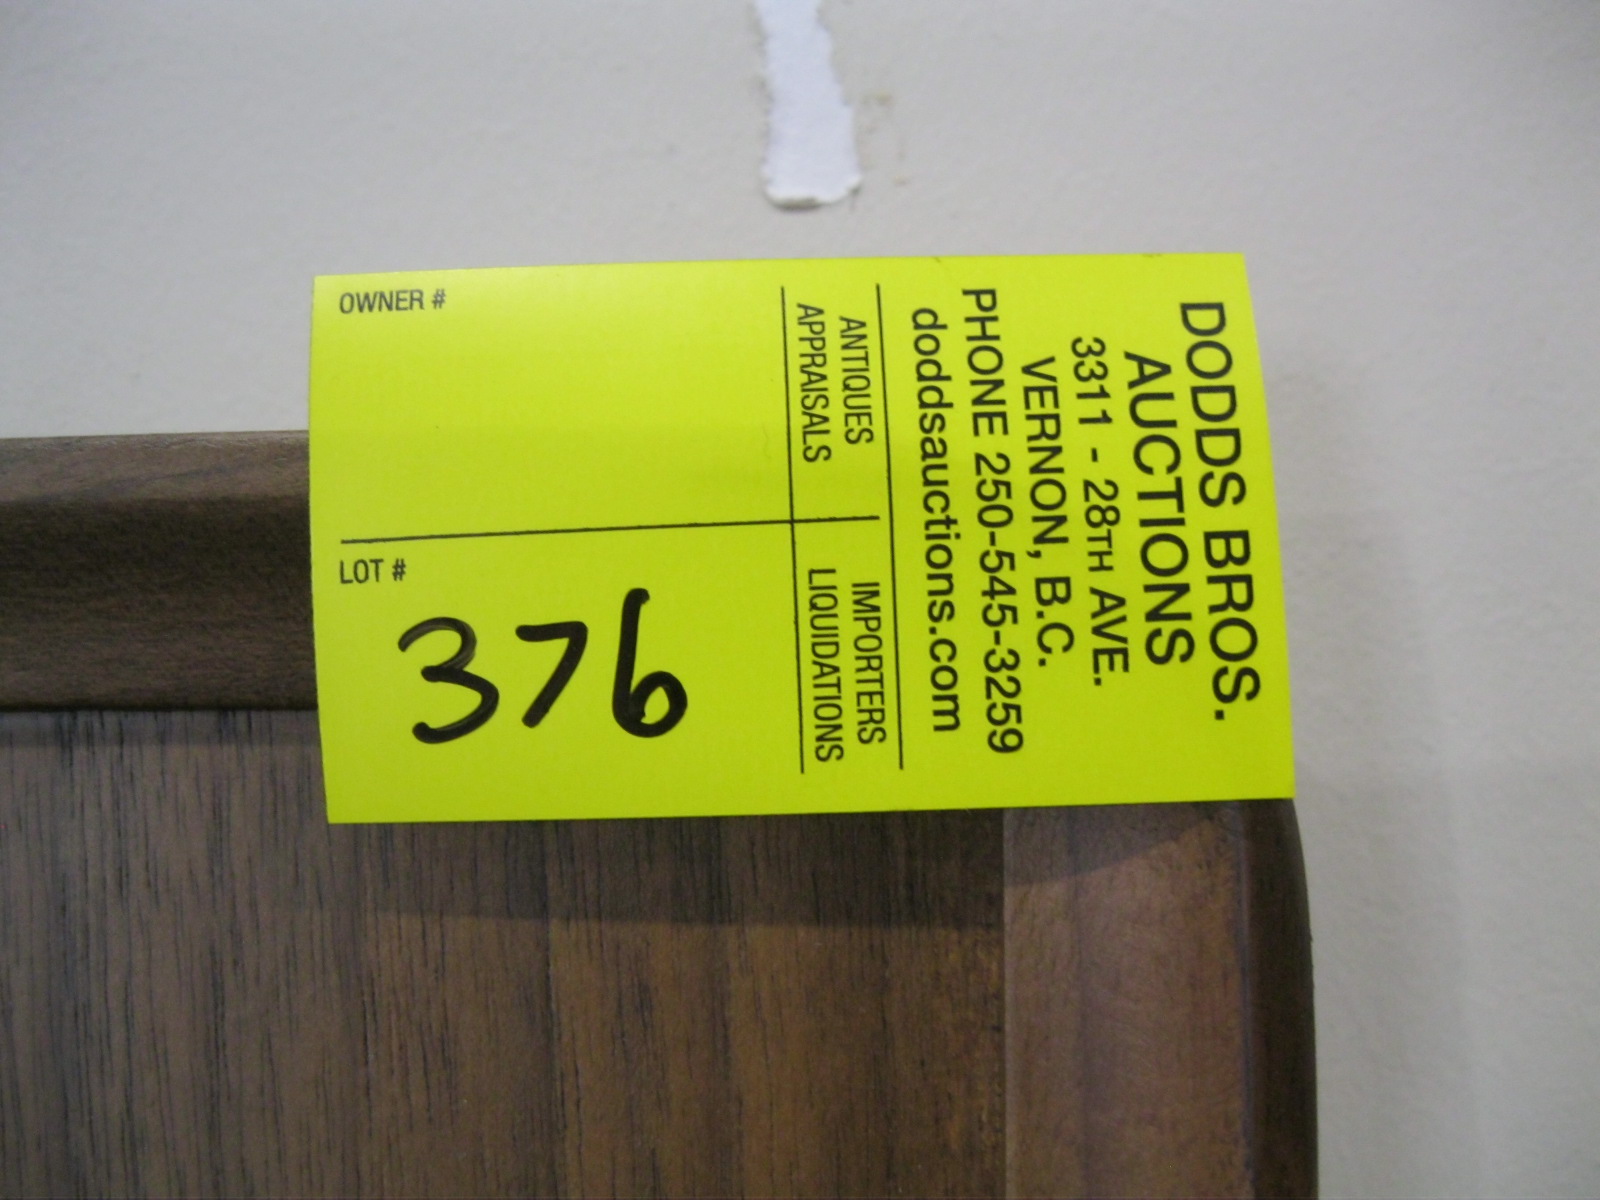 DODDS BROS.
AUCTIONS
3311 - 28TH AVE.
VERNON, B.C.
PHONE 250-545-3259
doddsauctions.com
ANTIQUES
APPRAISALS
IMPORTERS
LIQUIDATIONS
OWNER #
LOT #
376